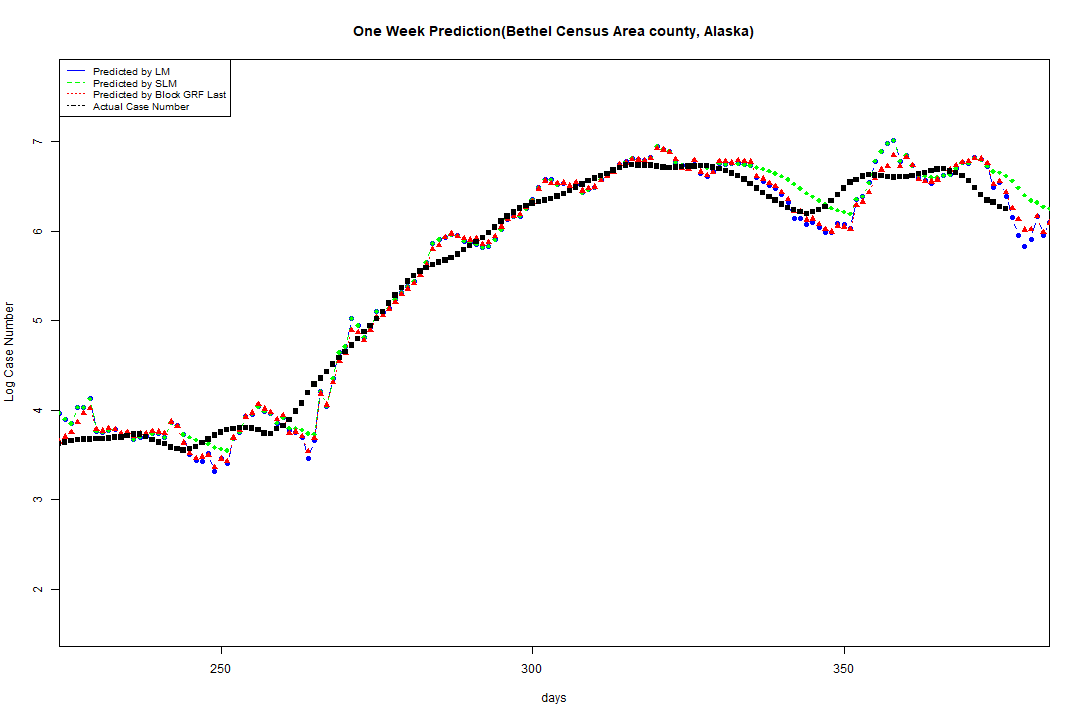 One Week Prediction(Bethel Census Area county, Alaska)
Predicted by LM
Predicted by SLM
Predicted by Block GRF Last
Actual Case Number
7
6
5
4
3
2
Log Case Number
250
300
350
days